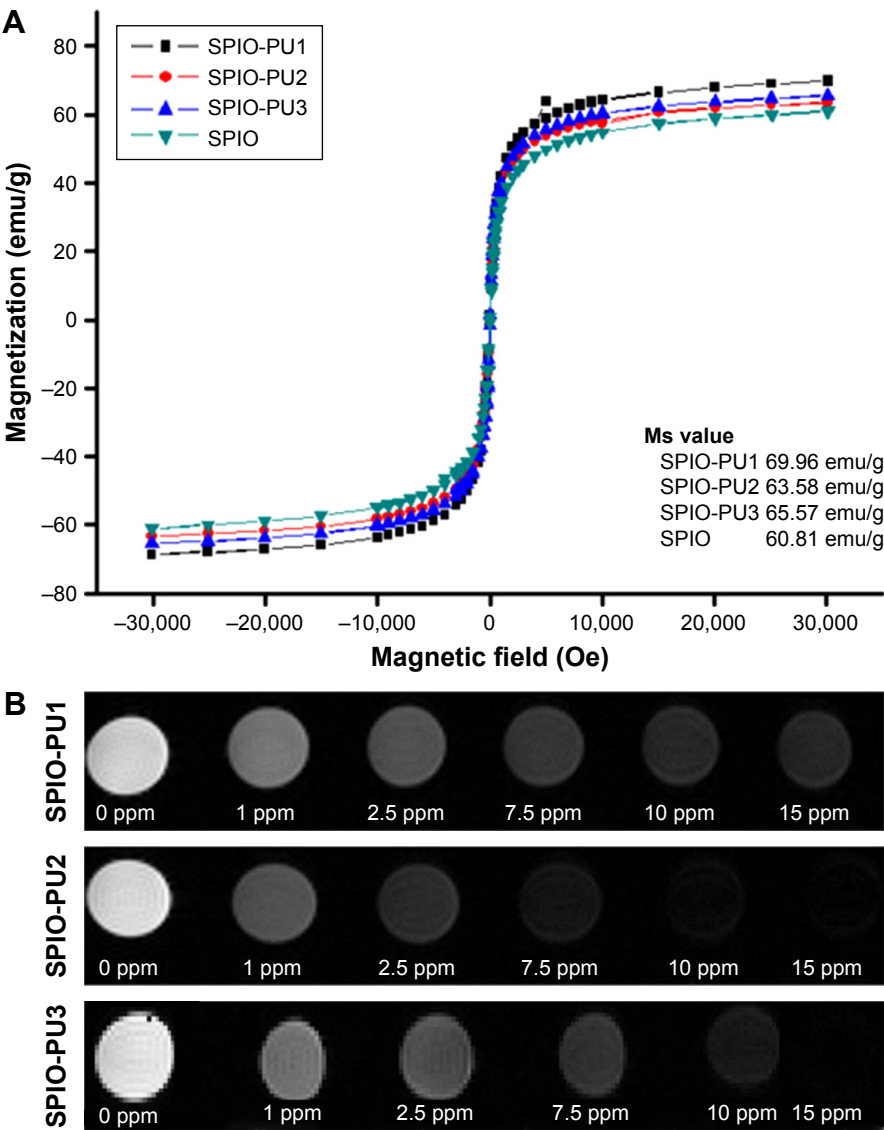 A
Magnetization (emu/g)
80
60
40
20
0
–20
–40
–60
–80
SPIO-PU1
SPIO-PU2
SPIO-PU3
SPIO
Ms value
SPIO-PU1 69.96 emu/g
SPIO-PU2 63.58 emu/g
SPIO-PU3 65.57 emu/g
SPIO 60.81 emu/g
–30,000 –20,000 –10,000 0 10,000 20,000 30,000
Magnetic field (Oe)
B
SPIO-PU1
0 ppm 1 ppm 2.5 ppm 7.5 ppm 10 ppm 15 ppm
SPIO-PU2
0 ppm 1 ppm 2.5 ppm 7.5 ppm 10 ppm 15 ppm
SPIO-PU3
0 ppm 1 ppm 2.5 ppm 7.5 ppm 10 ppm 15 ppm